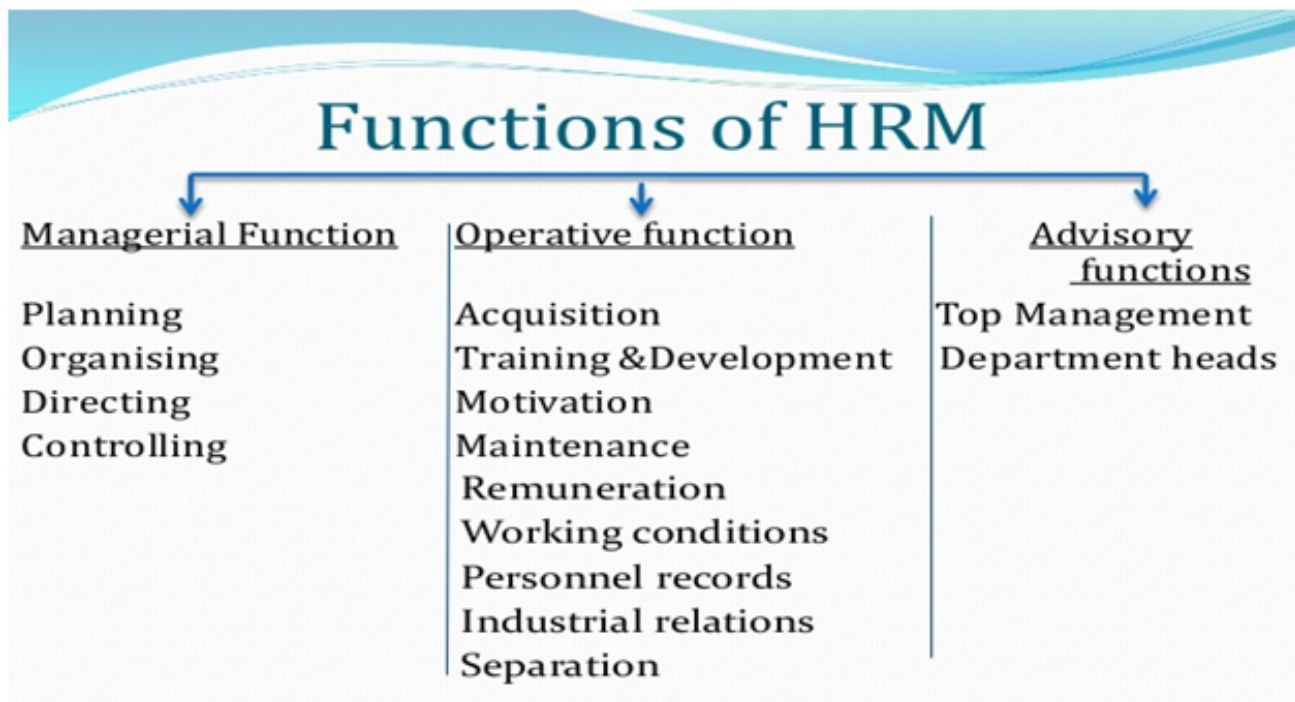 Functions of HRM
Managerial Function
Planning
Organising
Directing
Controlling
Operative function
Acquisition
Training &Development
Motivation
Maintenance
Remuneration
Working conditions
Personnel records
Industrial relations
Separation
Advisory
functions
Top Management
Department heads